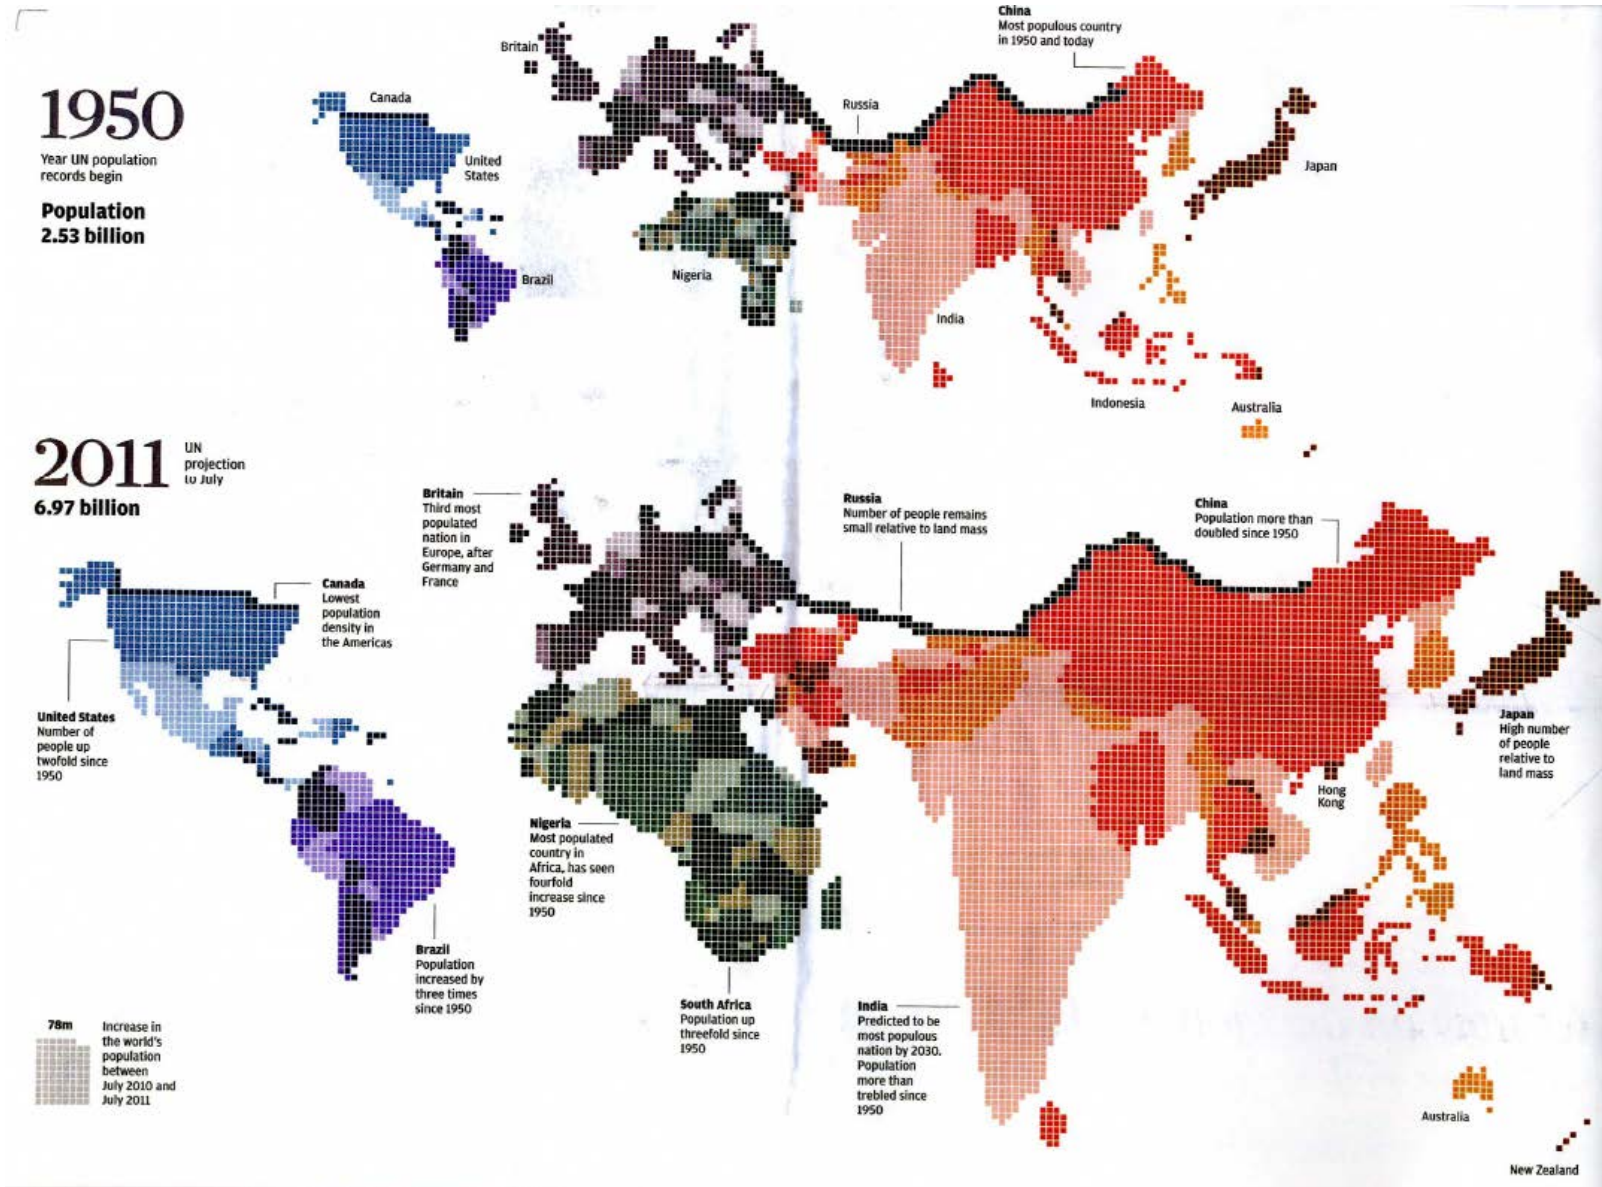 1950
Year UN population
records begin
Population
2.53 billion
Canada
United
States
Brazil
Britain
Nigeria
Russia
China
Most populous country
in 1950 and today
Japan
India
Indonesia
Australia
2011
UN
projection
to July
6.97 billion
Britain
Third most
populated
nation in
Europe, after
Germany and
France
Russia
Number of people remains
small relative to land mass
China
Population more than
doubled since 1950
Canada
Lowest
population
density in
the Americas
United States
Number of
people up
twofold since
1950
Japan
High number
of people
relative to
land mass
Hong
Kong
Nigeria
Most populated
country in
Africa, has seen
fourfold
increase since
1950
Brazil
Population
increased by
three times
since 1950
South Africa
Population up
threefold since
1950
India
Predicted to be
most populous
nation by 2030.
Population
more than
trebled since
1950
78m
Increase in
the world's
population
between
July 2010 and
July 2011
Australia
New Zealand